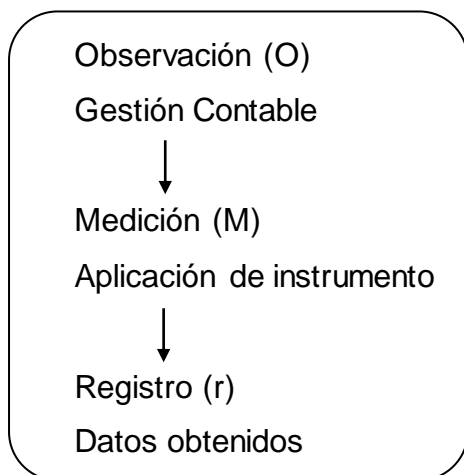 Observación (O)
Gestión Contable
Medición (M)
Aplicación de instrumento
Registro (r)
Datos obtenidos